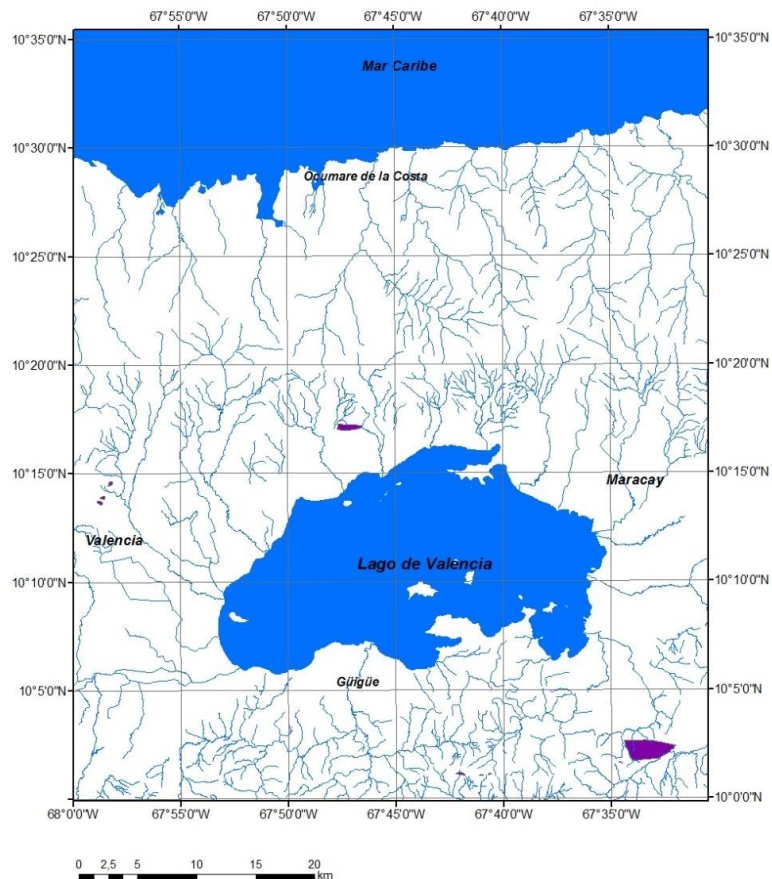 67°55'0"W 67°50'0"W 67°45'0"W 67°40'0"W 67°35'0"W
10°35'0"N 10°35'0"N
Mar Caribe
10°30'0"N 10°30'0"N
Ocumare de la Costa
10°25'0"N 10°25'0"N
10°20'0"N 10°20'0"N
10°15'0"N 10°15'0"N
Maracay
Valencia
Lago de Valencia
10°10'0"N 10°10'0"N
Güigüe
10°5'0"N 10°5'0"N
10°0'0"N
68°0'0"W 67°55'0"W 67°50'0"W 67°45'0"W 67°40'0"W 67°35'0"W
0 2,5 5 10 15 20
km